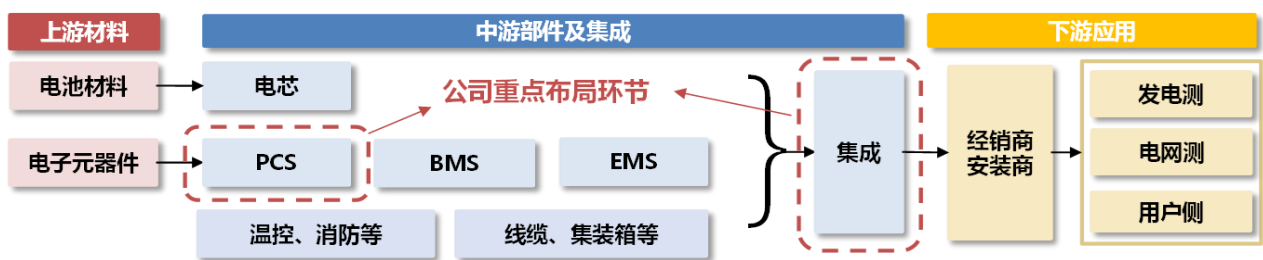 上游材料
中游部件及集成
下游应用
电池材料
电芯
公司重点布局环节
电子元器件
PCS
BMS
EMS
温控、消防等
线缆、集装箱等
集成
经销商
安装商
发电测
电网测
用户侧